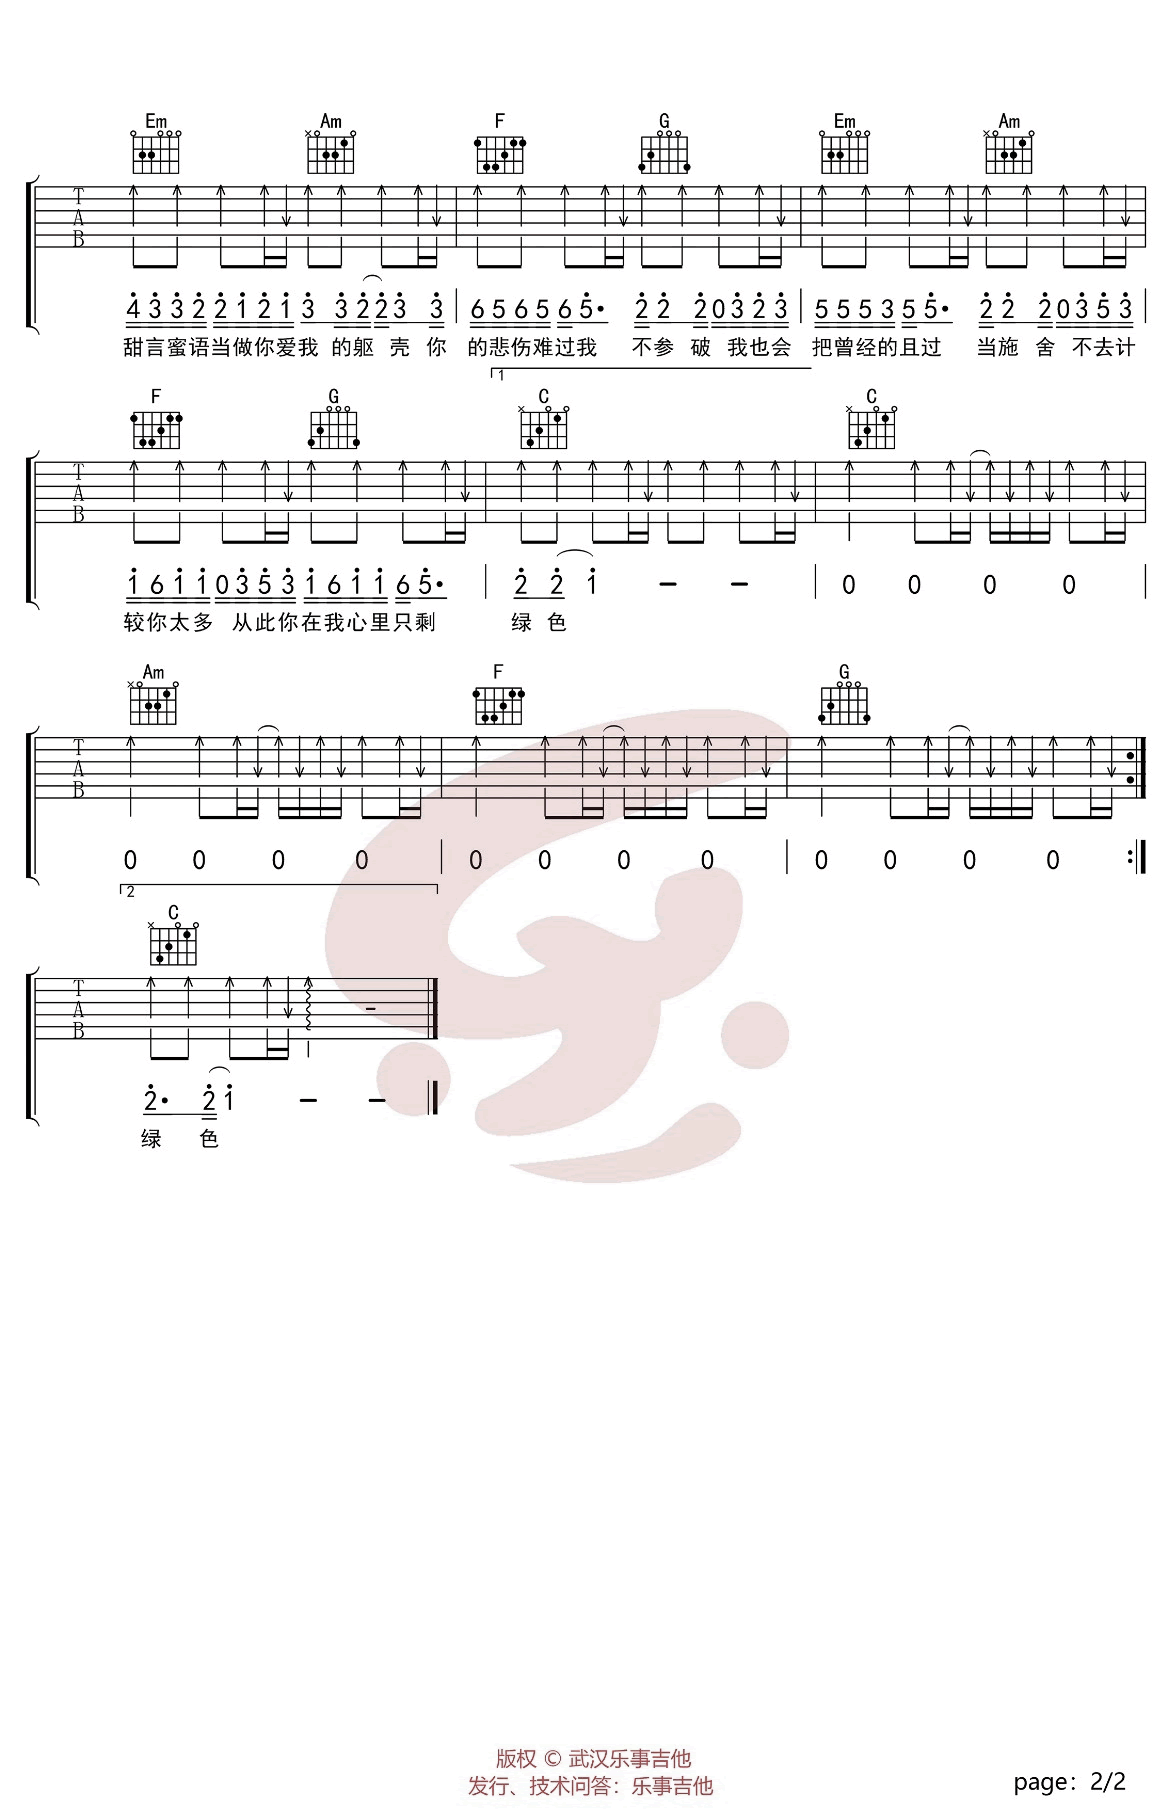 Em Am F G Em Am
T
A
B
4 3 3 2 2 1 2 1 3 3 2 2 3 3 6 5 6 5 6 5· 2 2 2 0 3 2 3 5 5 5 3 5 5· 2 2 2 0 3 5 3
甜言蜜语当做你爱我 的躯 壳 你 的悲伤难过我 不参 破 我也会 把曾经的且过 当施 舍 不去计
1
F G C C
T
A
B
1 6 1 1 0 3 5 3 1 6 1 1 6 5· 2 2 1 - - 0 0 0 0
较你太多 从此你在我心里只剩 绿 色
Am F G
T
A
B
0 0 0 0 0 0 0 0 0 0 0 0
2
C
T
A
B
2· 2 1 - -
绿 色
版权 © 武汉乐事吉他
发行、技术问答：乐事吉他
page：2/2